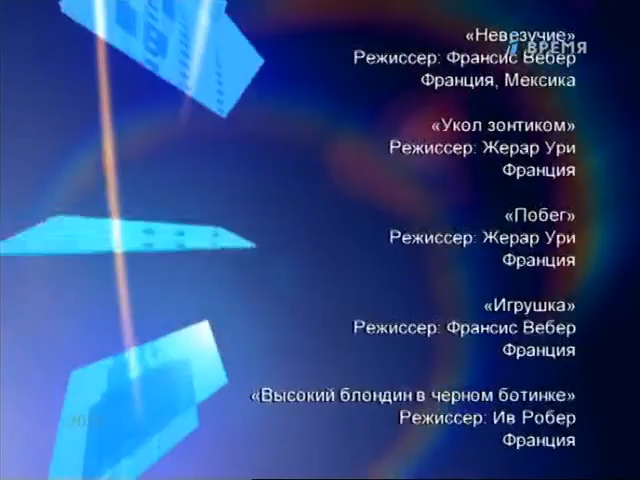 «Невезучие»
ВРЕМЯ
Режиссер: Франсис Вебер
Франция, Мексика
«Укол зонтиком»
Режиссер: Жерар Ури
Франция
«Побег»
Режиссер: Жерар Ури
Франция
«Игрушка»
Режиссер: Франсис Вебер
Франция
«Высокий блондин в черном ботинке»
Режиссер: Ив Робер
Франция